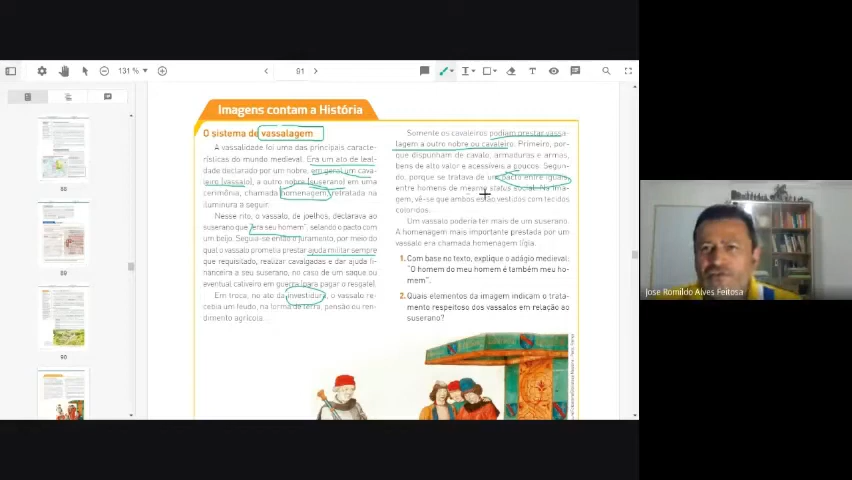 131 %
91
Imagens contam a História
O sistema de vassalagem
A vassalidade foi uma das principais caracte-
rísticas do mundo medieval. Era um ato de leal-
dade declarado por um nobre, em geral um cava-
leiro (vassalo), a outro nobre (suserano) em uma
cerimônia, chamada homenagem, retratada na
iluminura a seguir.
Nesse rito, o vassalo, de joelhos, declarava ao
suserano que "era seu homem", selando o pacto com
um beijo. Seguia-se então o juramento, por meio do
qual o vassalo prometia prestar ajuda militar sempre
que requisitado, realizar cavalgadas e dar ajuda fi-
nanceira a seu suserano, no caso de um saque ou
eventual cativeiro em guerra (para pagar o resgate).
Em troca, no ato da investidura, o vassalo re-
cebia um feudo, na forma de terra, pensão ou ren-
dimento agrícola.
Somente os cavaleiros podiam prestar vassa-
lagem a outro nobre ou cavaleiro. Primeiro, por-
que dispunham de cavalo, armaduras e armas,
bens de alto valor e acessíveis a poucos. Segun-
do, porque se tratava de um pacto entre iguais,
entre homens de mesmo status social. Na ima-
gem, vê-se que ambos estão vestidos com tecidos
coloridos.
Um vassalo poderia ter mais de um suserano.
A homenagem mais importante prestada por um
vassalo era chamada homenagem lígia.
1. Com base no texto, explique o adágio medieval:
"O homem do meu homem é também meu ho-
mem".
2. Quais elementos da imagem indicam o trata-
mento respeitoso dos vassalos em relação ao
suserano?
88
89
90
Jose Romildo Alves Feitosa